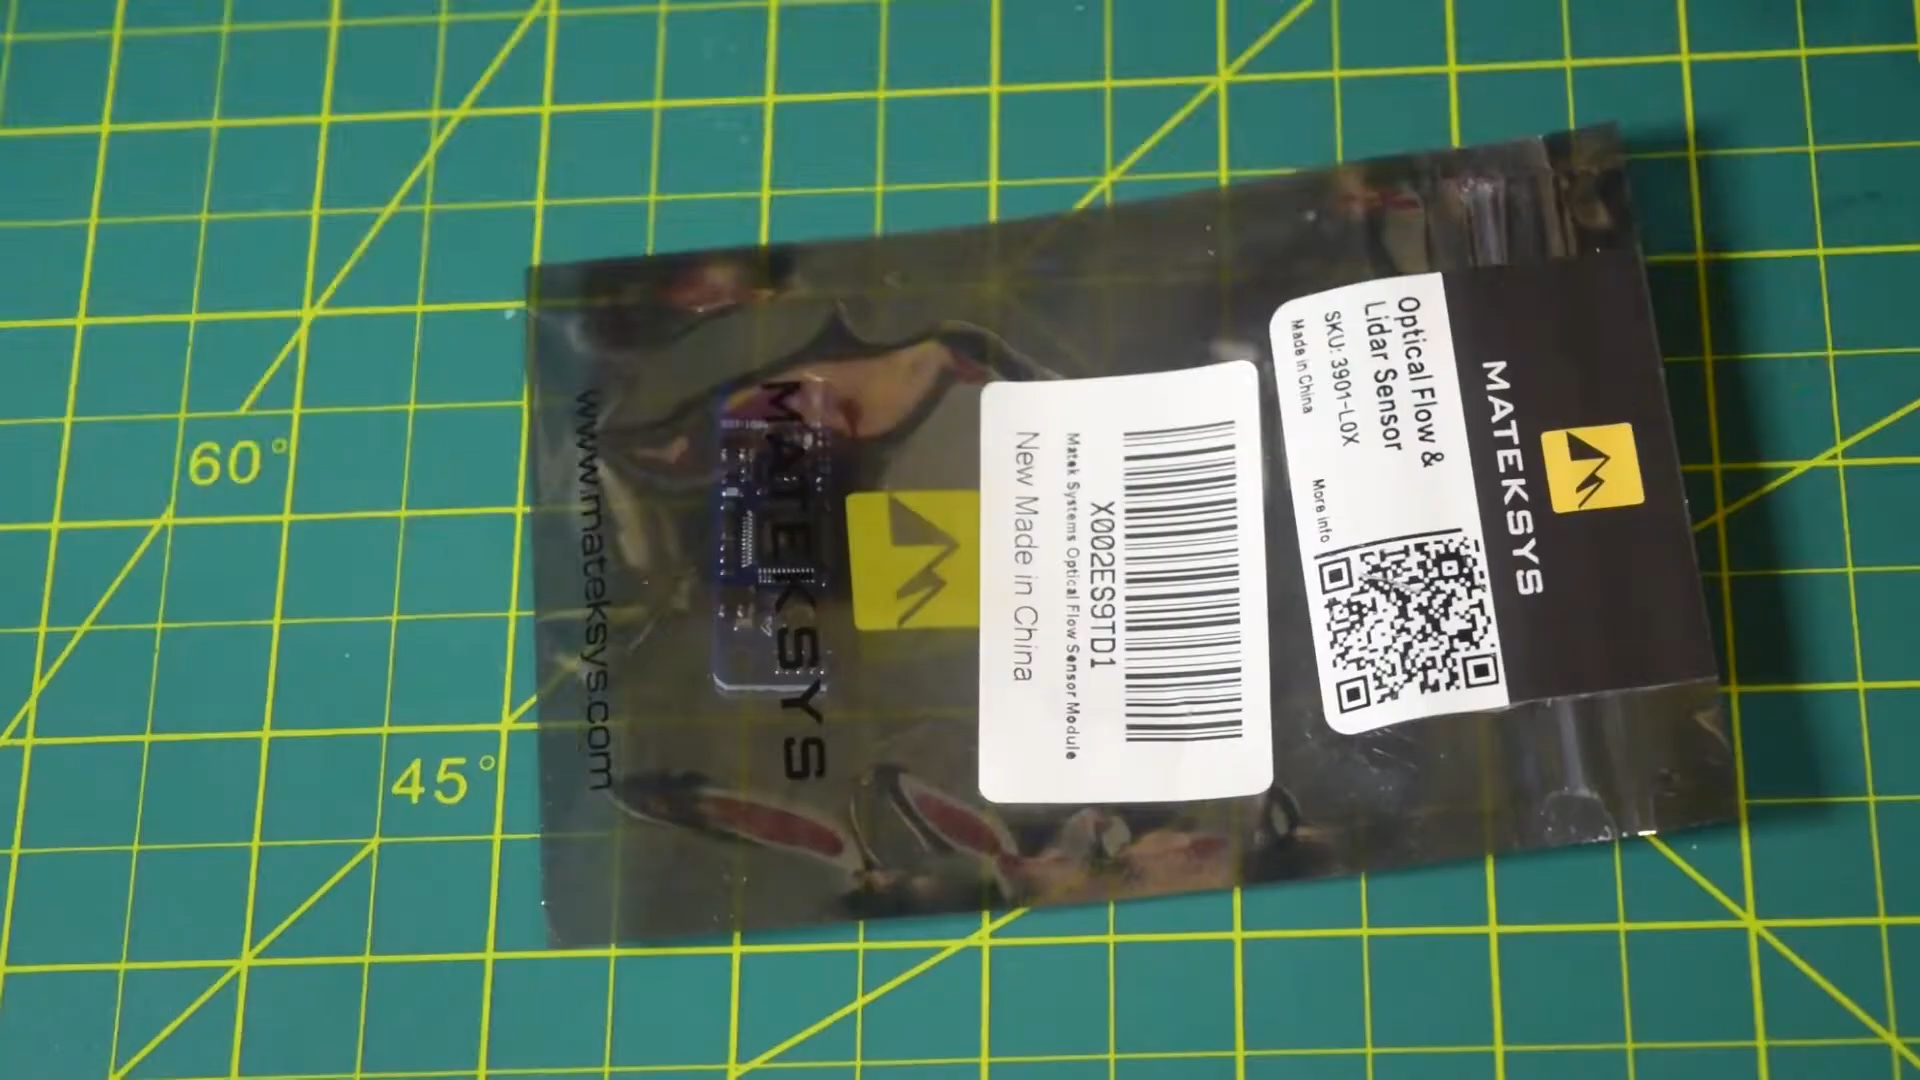 60°
45°
www.mateksys.com
MATEKSYS
X002ES9TD1
Matek Systems Optical Flow Sensor Module
New Made in China
Optical Flow &
Lidar Sensor
SKU: 3901-L0X
Made in China
More info
MATEKSYS